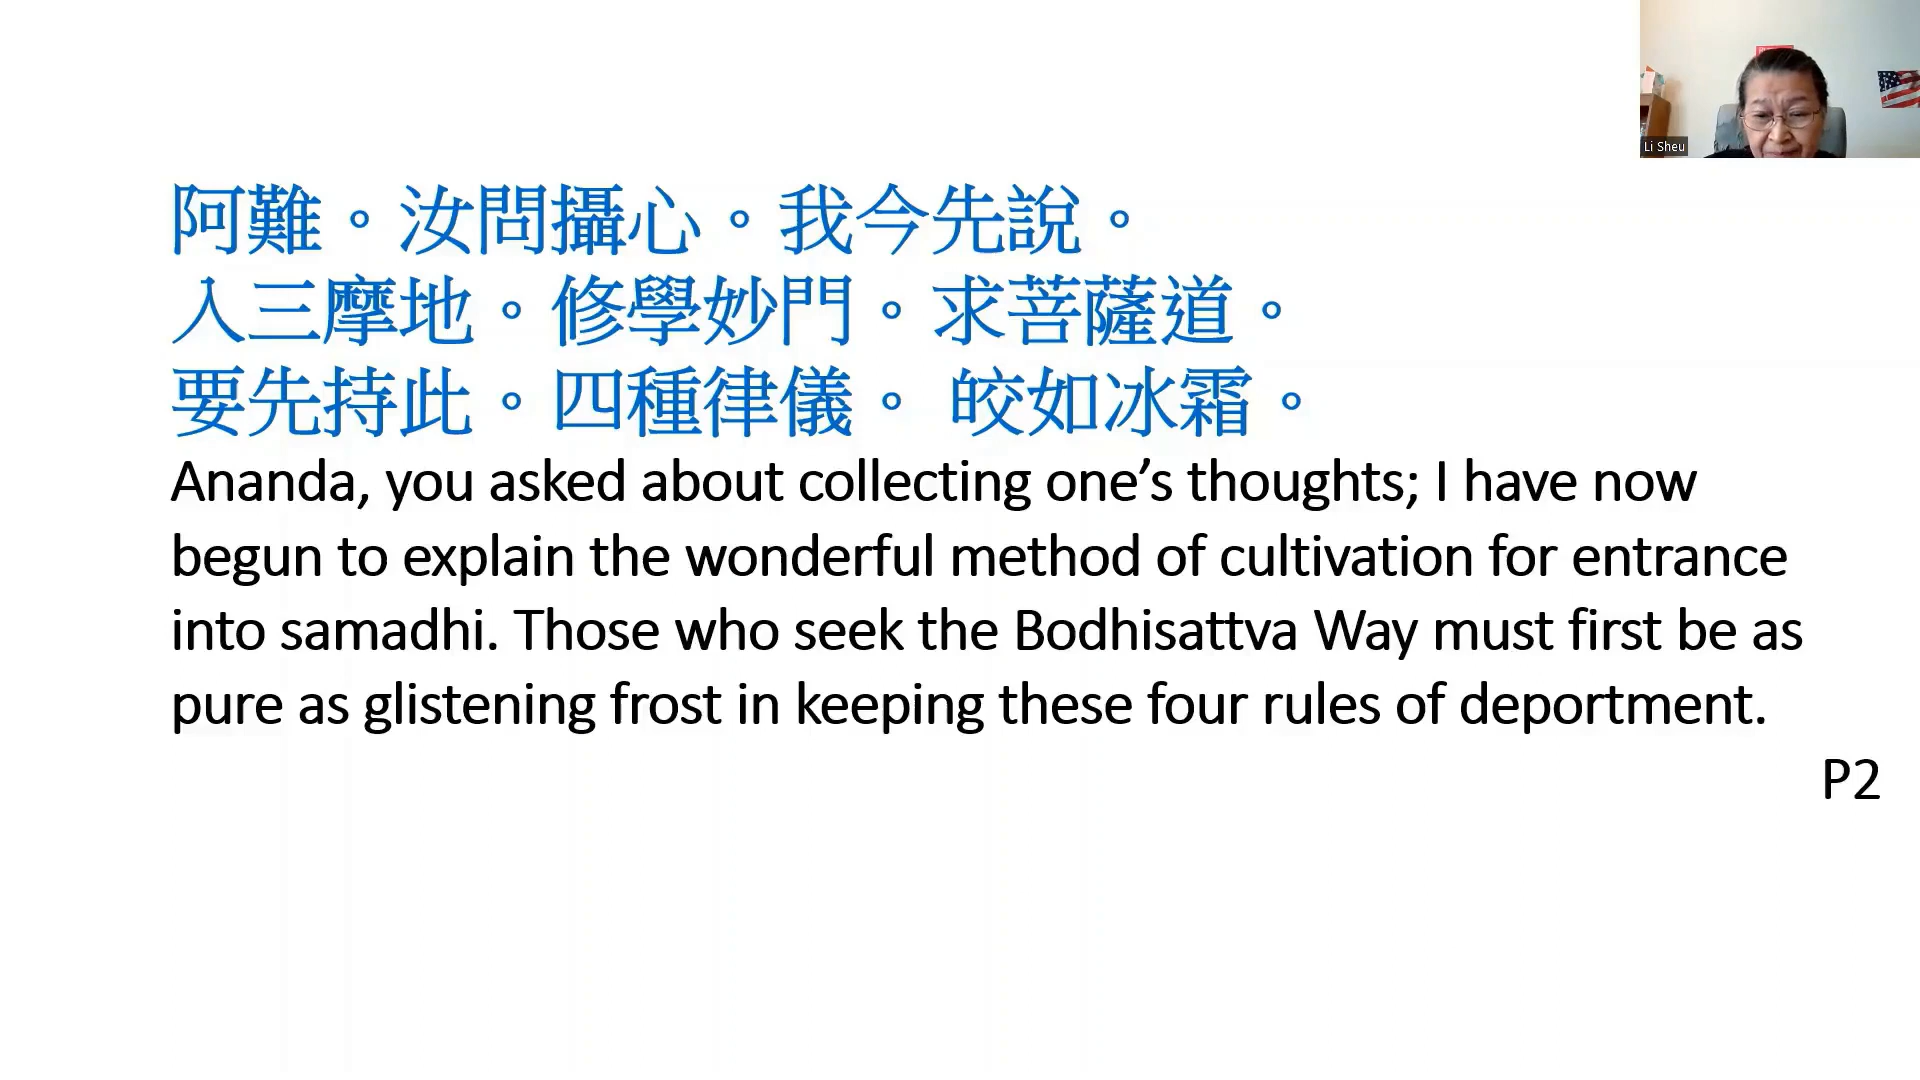 Li Sheu
阿難。汝問攝心。我今先說。
入三摩地。修學妙門。求菩薩道。
要先持此。四種律儀。 皎如冰霜。
Ananda, you asked about collecting one’s thoughts; I have now
begun to explain the wonderful method of cultivation for entrance
into samadhi. Those who seek the Bodhisattva Way must first be as
pure as glistening frost in keeping these four rules of deportment.
P2